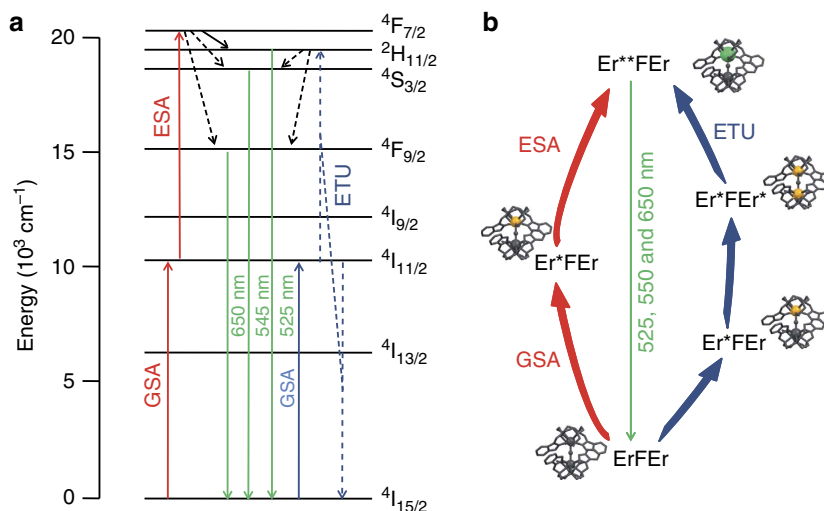 a
Energy (10³ cm⁻¹)
20
15
10
5
0
⁴F₇/₂
²H₁₁/₂
⁴S₃/₂
⁴F₉/₂
⁴I₉/₂
⁴I₁₁/₂
⁴I₁₃/₂
⁴I₁₅/₂
ESA
GSA
650 nm
545 nm
525 nm
GSA
ETU
b
Er**FEr
ESA
ETU
Er*FEr*
Er*FEr
525, 550 and 650 nm
Er*FEr
GSA
ErFEr